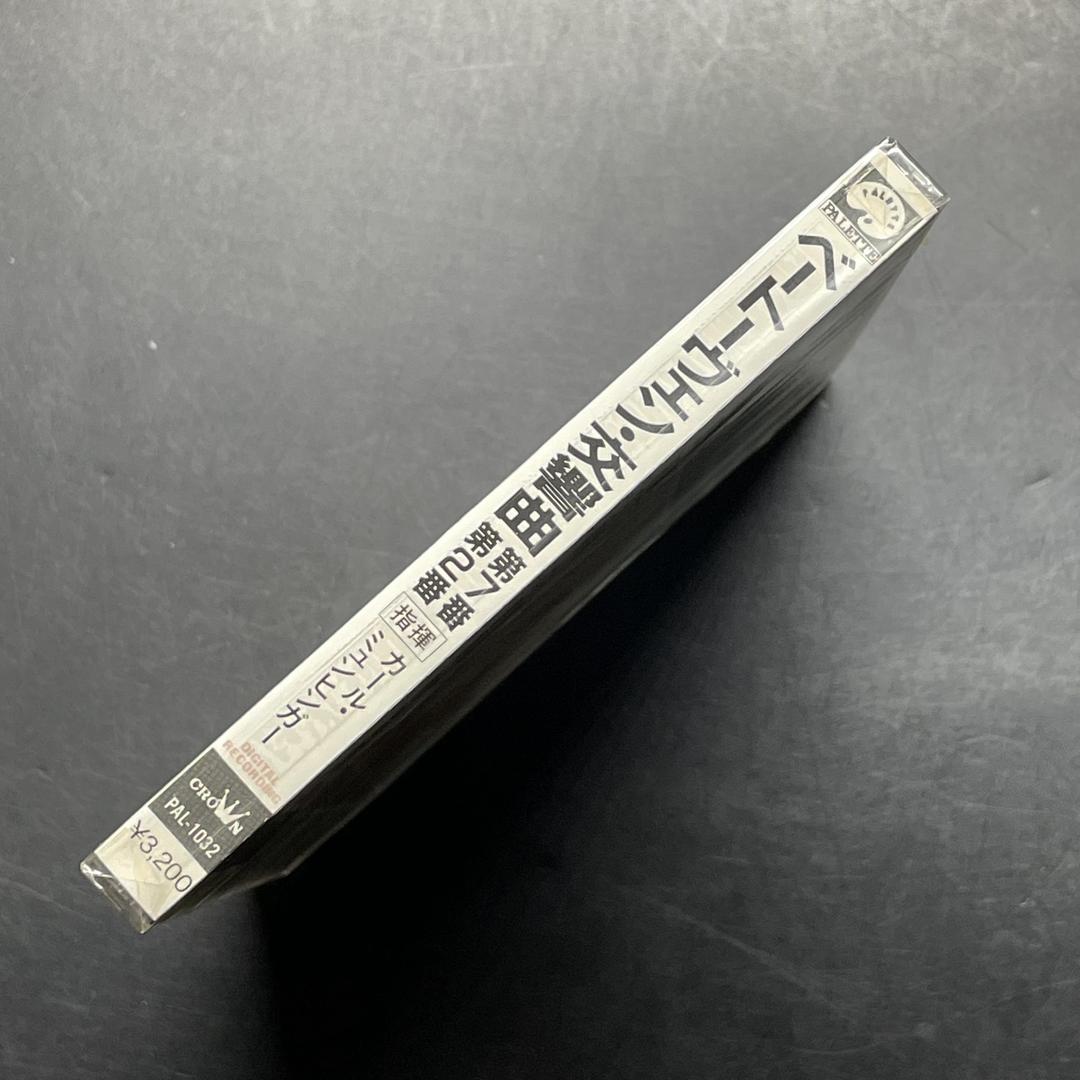 PALETTE
PALETTE
ベートーヴェン・交響曲
第7番
第2番
指揮
カール・
ミュンヒンガー
DIGITAL
RECORDING
CROWN
PAL-1032
¥3,200